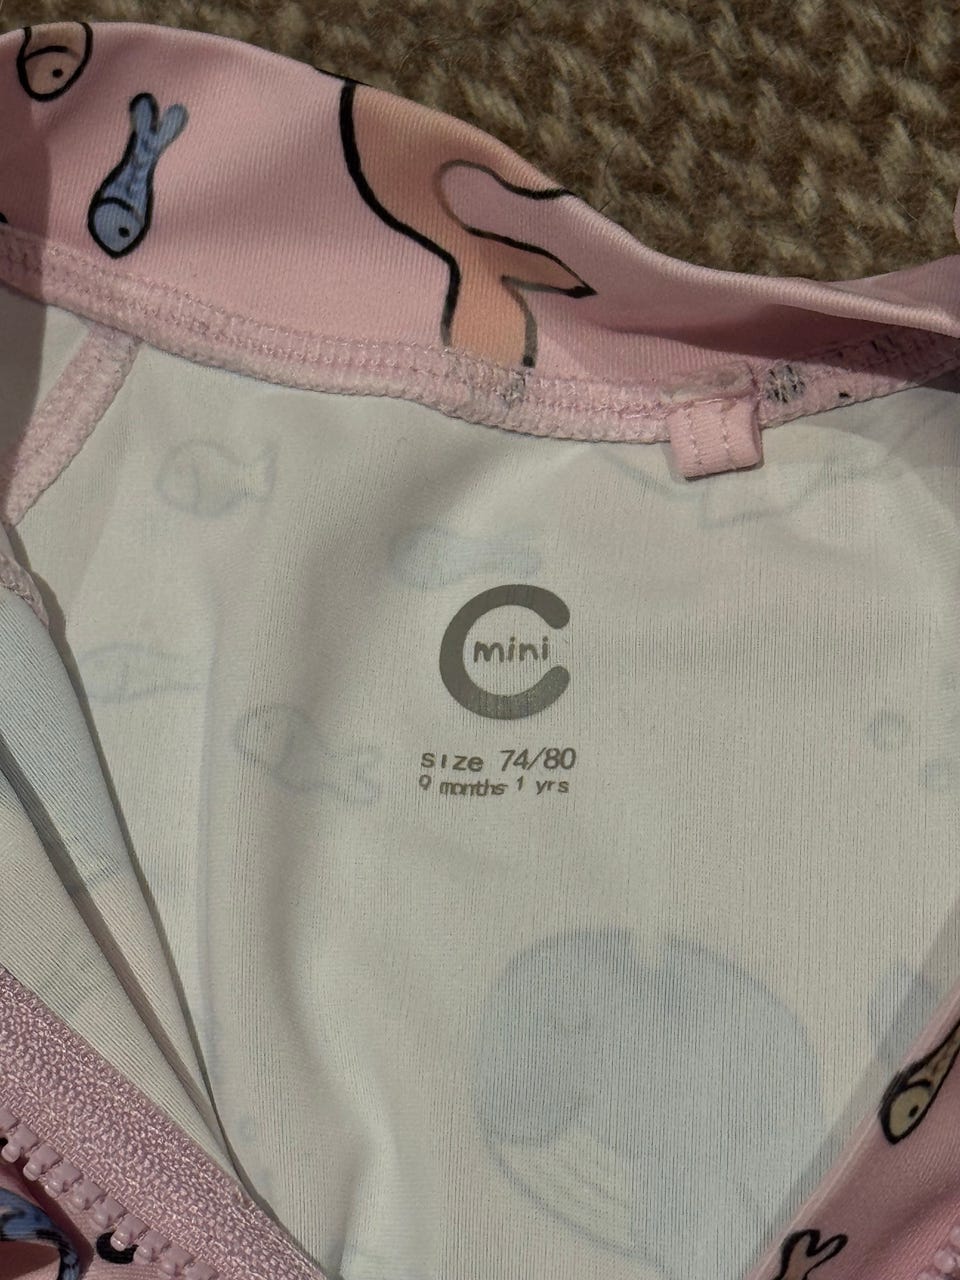 mini
size 74/80
9 months 1 yrs